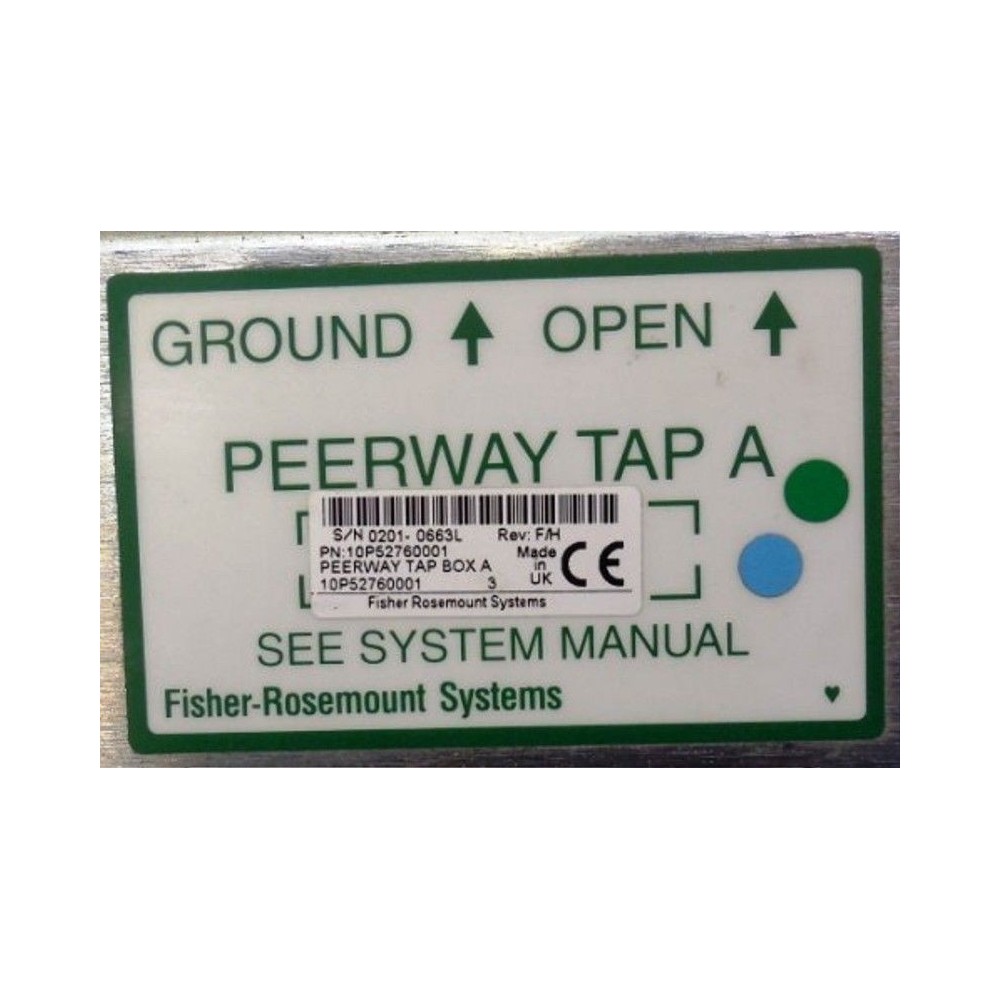 GROUND ↑ OPEN ↑
PEERWAY TAP A
S/N 0201- 0663L Rev: F/H
PN:10P52760001 Made
PEERWAY TAP BOX A in
10P52760001 3 UK CE
Fisher Rosemount Systems
SEE SYSTEM MANUAL
Fisher-Rosemount Systems ♥